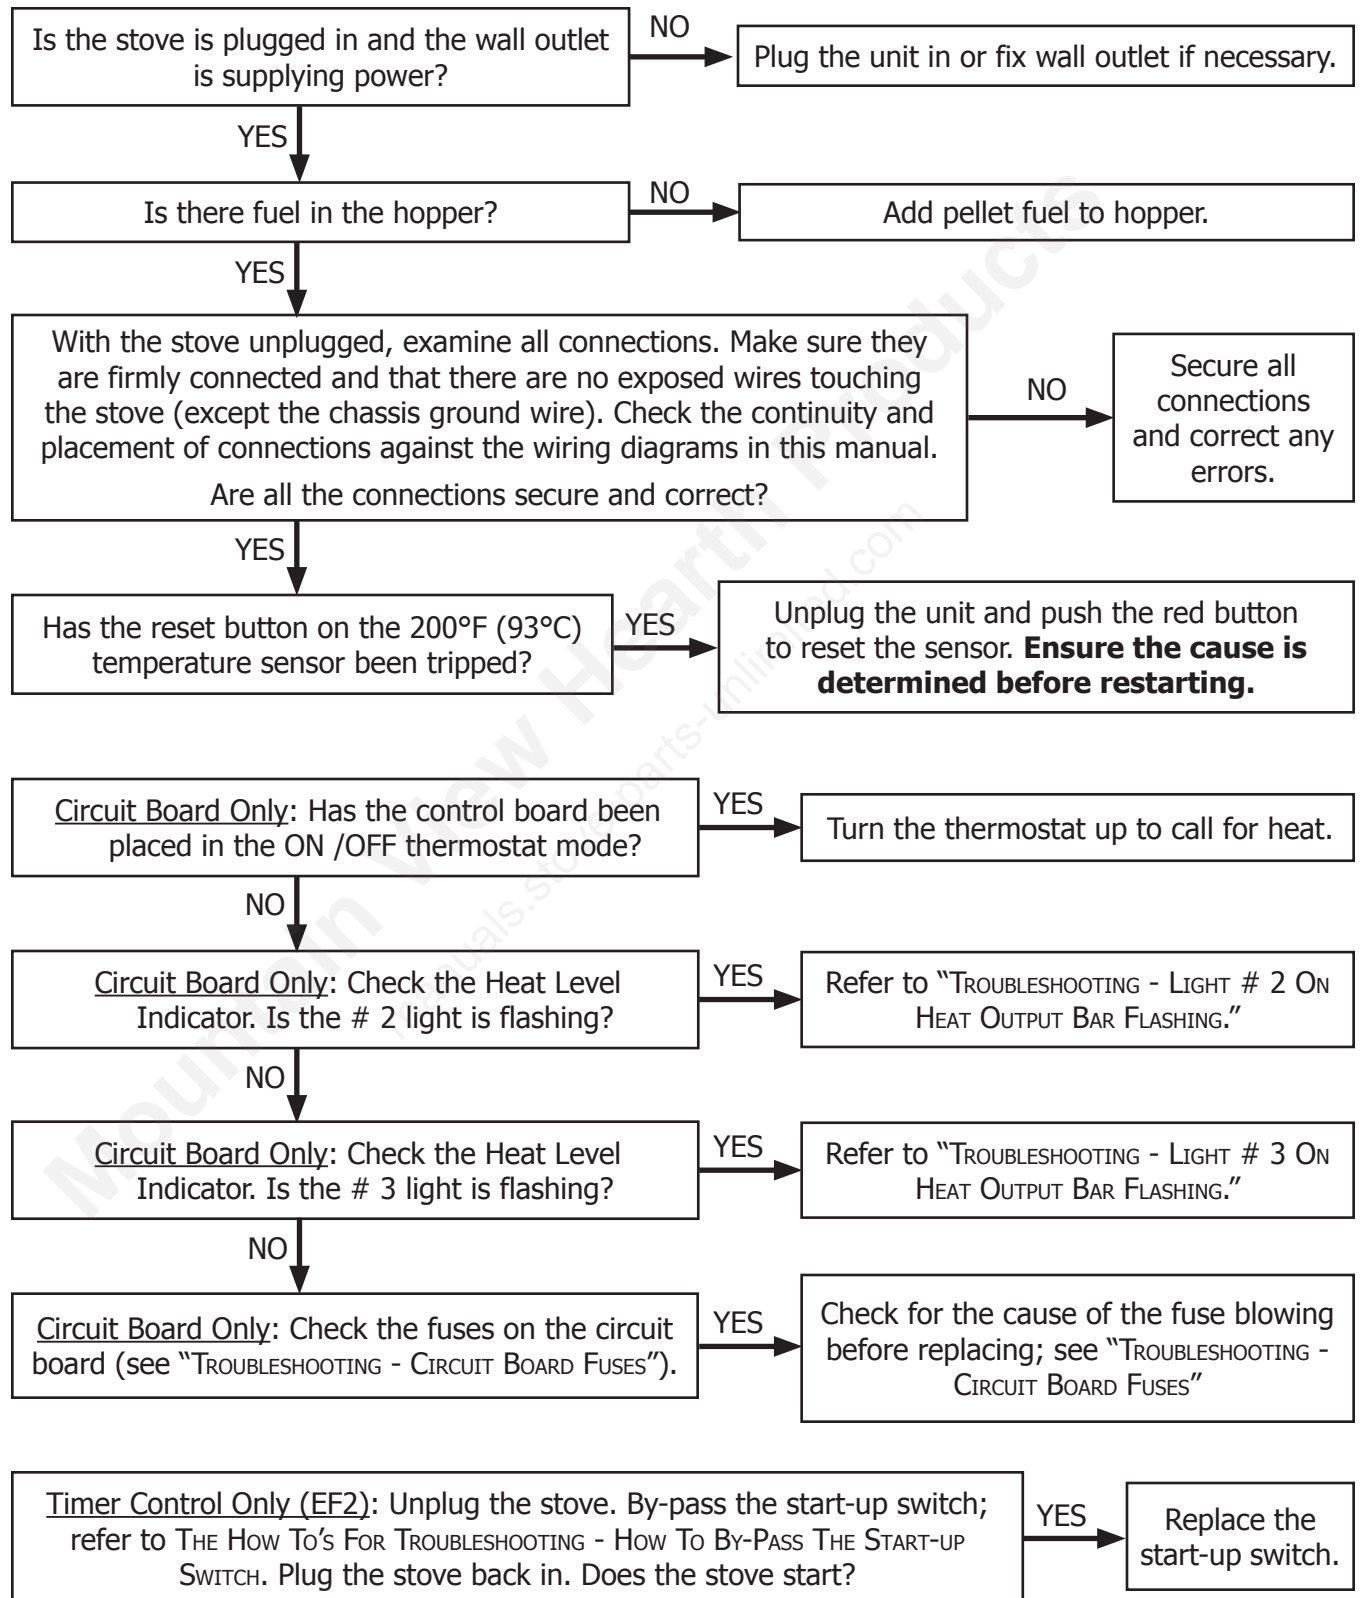 Is the stove is plugged in and the wall outlet
is supplying power?
NO
Plug the unit in or fix wall outlet if necessary.
YES
Is there fuel in the hopper?
NO
Add pellet fuel to hopper.
YES
With the stove unplugged, examine all connections. Make sure they
are firmly connected and that there are no exposed wires touching
the stove (except the chassis ground wire). Check the continuity and
placement of connections against the wiring diagrams in this manual.
Are all the connections secure and correct?
NO
Secure all
connections
and correct any
errors.
YES
Has the reset button on the 200°F (93°C)
temperature sensor been tripped?
YES
Unplug the unit and push the red button
to reset the sensor. Ensure the cause is
determined before restarting.
Circuit Board Only: Has the control board been
placed in the ON /OFF thermostat mode?
YES
Turn the thermostat up to call for heat.
NO
Circuit Board Only: Check the Heat Level
Indicator. Is the # 2 light is flashing?
YES
Refer to “Troubleshooting - Light # 2 On
Heat Output Bar Flashing.”
NO
Circuit Board Only: Check the Heat Level
Indicator. Is the # 3 light is flashing?
YES
Refer to “Troubleshooting - Light # 3 On
Heat Output Bar Flashing.”
NO
Circuit Board Only: Check the fuses on the circuit
board (see “Troubleshooting - Circuit Board Fuses”).
YES
Check for the cause of the fuse blowing
before replacing; see “Troubleshooting -
Circuit Board Fuses”
Timer Control Only (EF2): Unplug the stove. By-pass the start-up switch;
refer to The How To’s For Troubleshooting - How To By-Pass The Start-up
Switch. Plug the stove back in. Does the stove start?
YES
Replace the
start-up switch.
Mountain View Hearth Products
manuals.stove-parts-unlimited.com